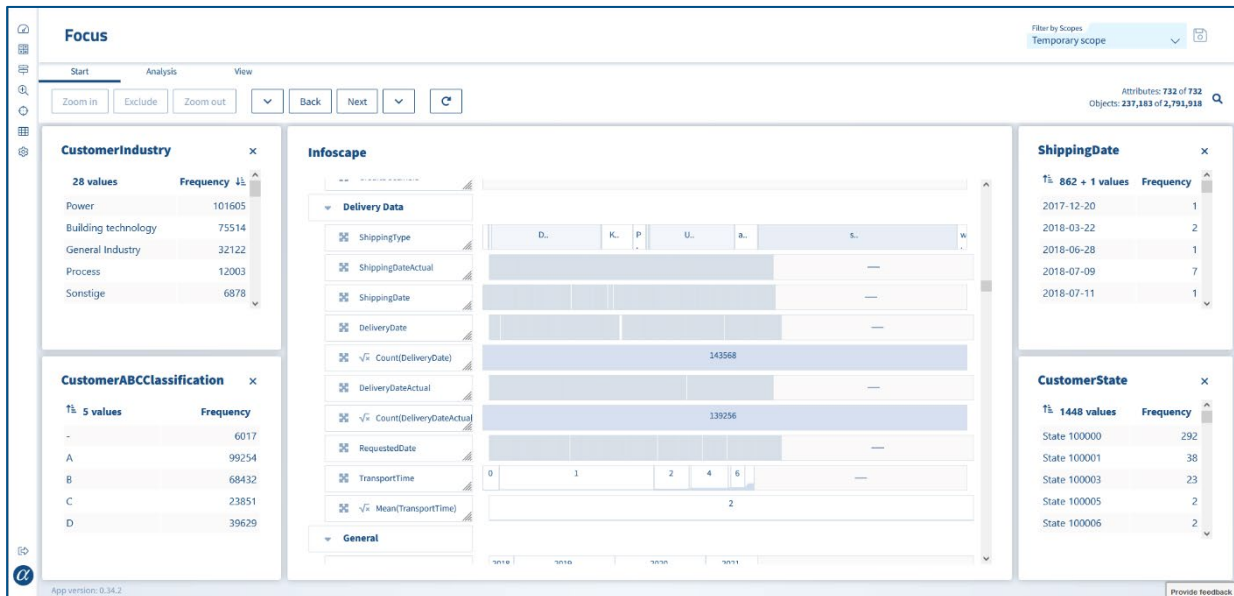 Focus
Filter by Scopes
Temporary scope
Start Analysis View
Zoom in Exclude Zoom out Back Next
Attributes: 732 of 732
Objects: 237,183 of 2,791,918
CustomerIndustry ×
28 values Frequency
Power 101605
Building technology 75514
General Industry 32122
Process 12003
Sonstige 6878
CustomerABCClassification ×
5 values Frequency
- 6017
A 99254
B 68432
C 23851
D 39629
Infoscape
Delivery Data
ShippingType D.. K.. P. U.. a.. s.. w.
ShippingDateActual —
ShippingDate —
DeliveryDate —
√x Count(DeliveryDate) 143568
DeliveryDateActual —
√x Count(DeliveryDateActual 139256
RequestedDate —
TransportTime 0 1 2 4 6 —
√x Mean(TransportTime) 2
General
2018 2019 2020 2021
ShippingDate ×
862 + 1 values Frequency
2017-12-20 1
2018-03-22 2
2018-06-28 1
2018-07-09 7
2018-07-11 1
CustomerState ×
1448 values Frequency
State 100000 292
State 100001 38
State 100003 23
State 100005 2
State 100006 2
α
App version: 0.34.2
Provide feedback